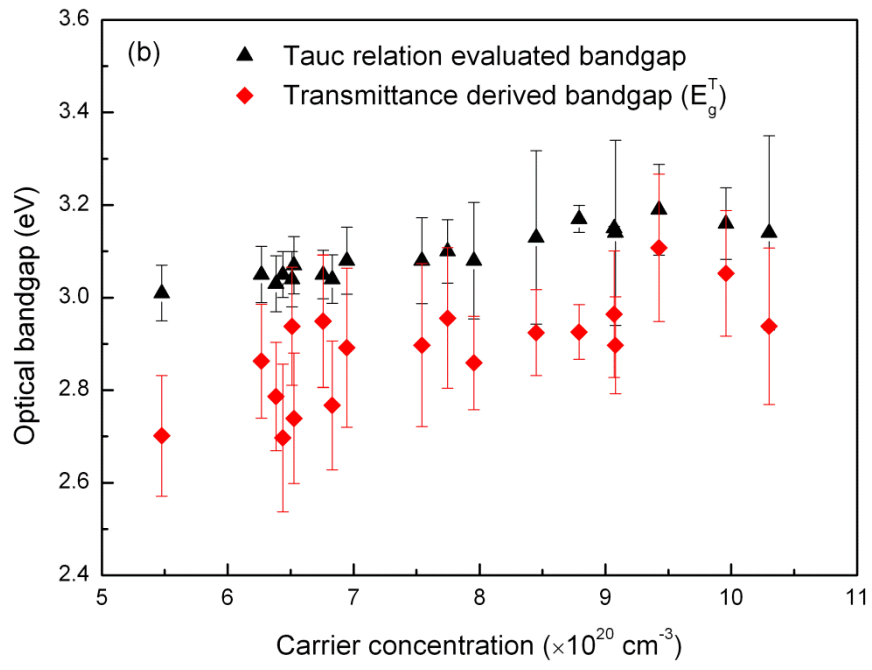 (b)
Tauc relation evaluated bandgap
Transmittance derived bandgap (E_g^T)
Optical bandgap (eV)
3.6
3.4
3.2
3.0
2.8
2.6
2.4
5 6 7 8 9 10 11
Carrier concentration (×10^20 cm^-3)